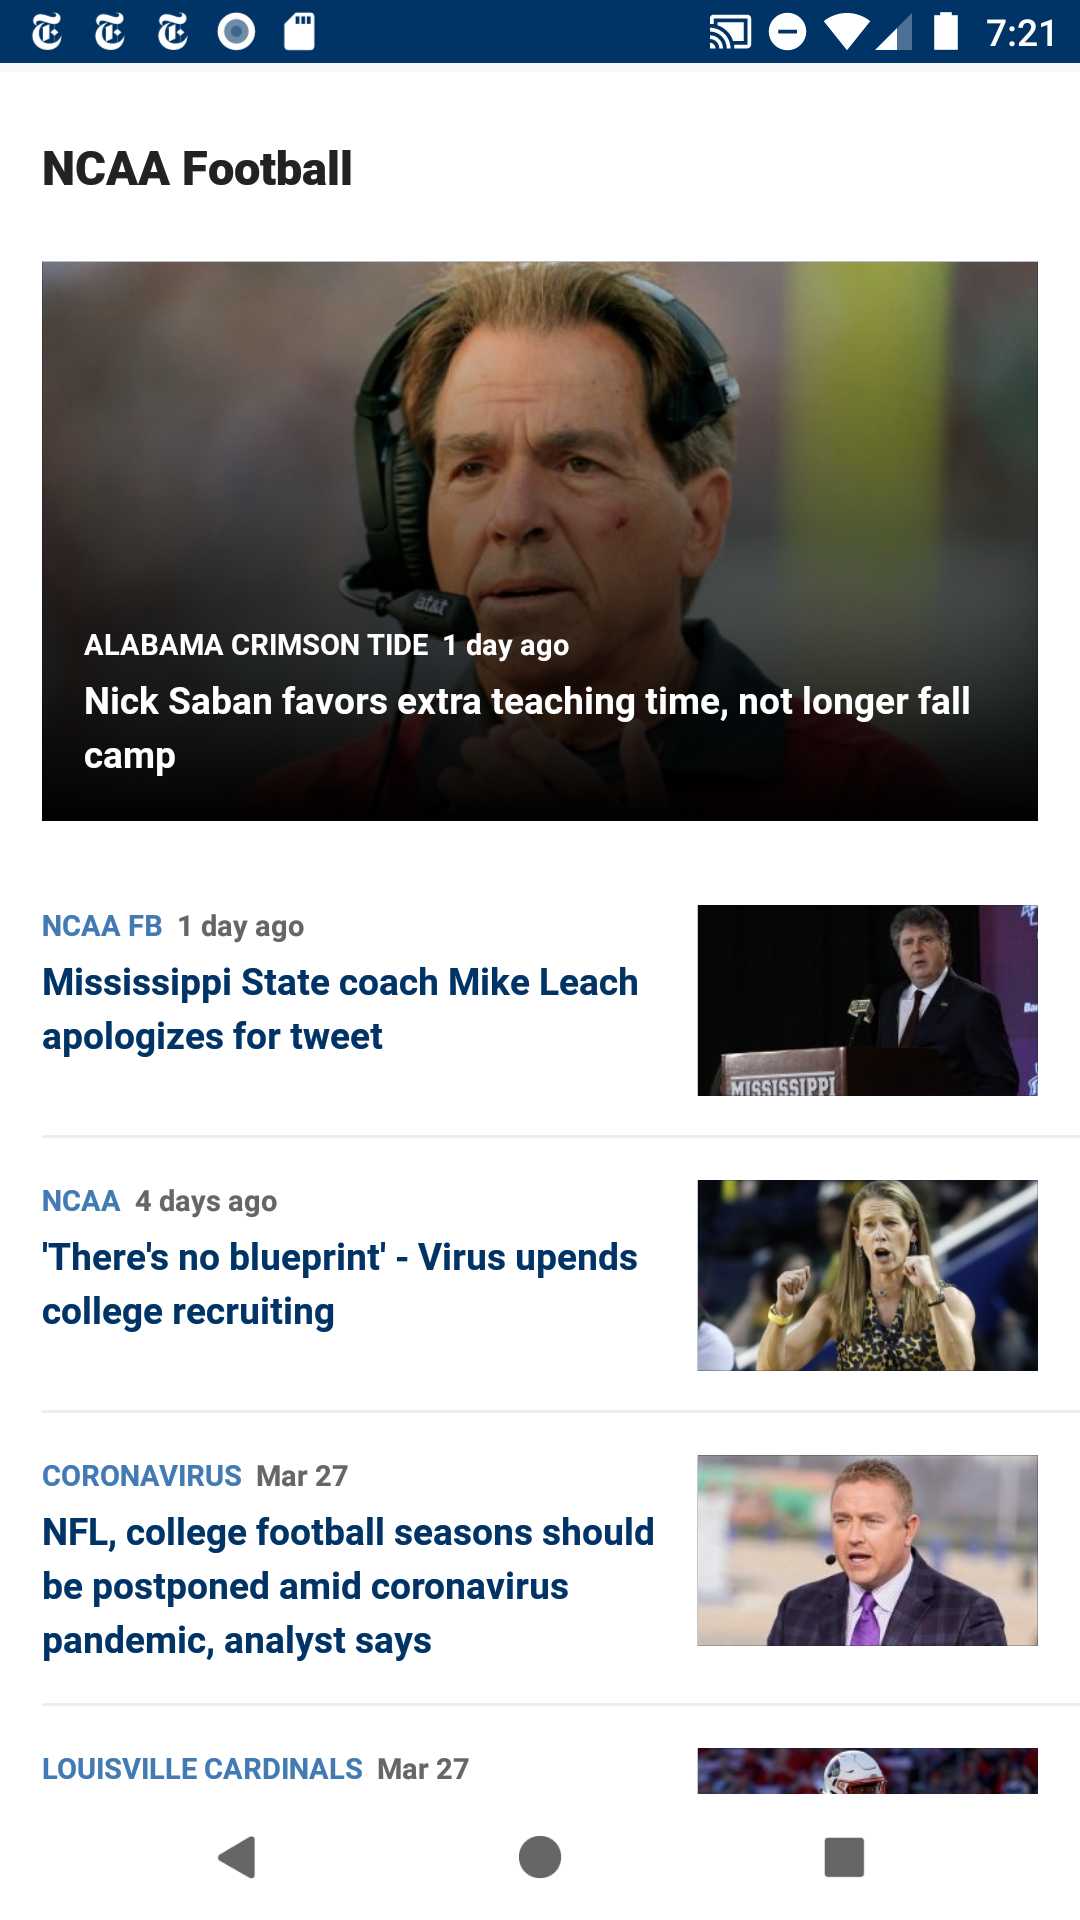 7:21
NCAA Football
at&t
ALABAMA CRIMSON TIDE 1 day ago
Nick Saban favors extra teaching time, not longer fall
camp
NCAA FB 1 day ago
Mississippi State coach Mike Leach
apologizes for tweet
MISSISSIPPI
NCAA 4 days ago
'There's no blueprint' - Virus upends
college recruiting
CORONAVIRUS Mar 27
NFL, college football seasons should
be postponed amid coronavirus
pandemic, analyst says
LOUISVILLE CARDINALS Mar 27